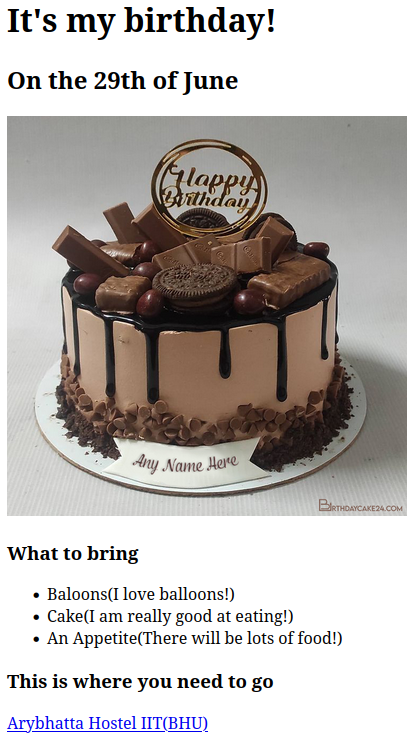 It's my birthday!
On the 29th of June
Happy
Birthday
Any Name Here
BIRTHDAYCAKE24.COM
What to bring
Baloons(I love balloons!)
Cake(I am really good at eating!)
An Appetite(There will be lots of food!)
This is where you need to go
Arybhatta Hostel IIT(BHU)